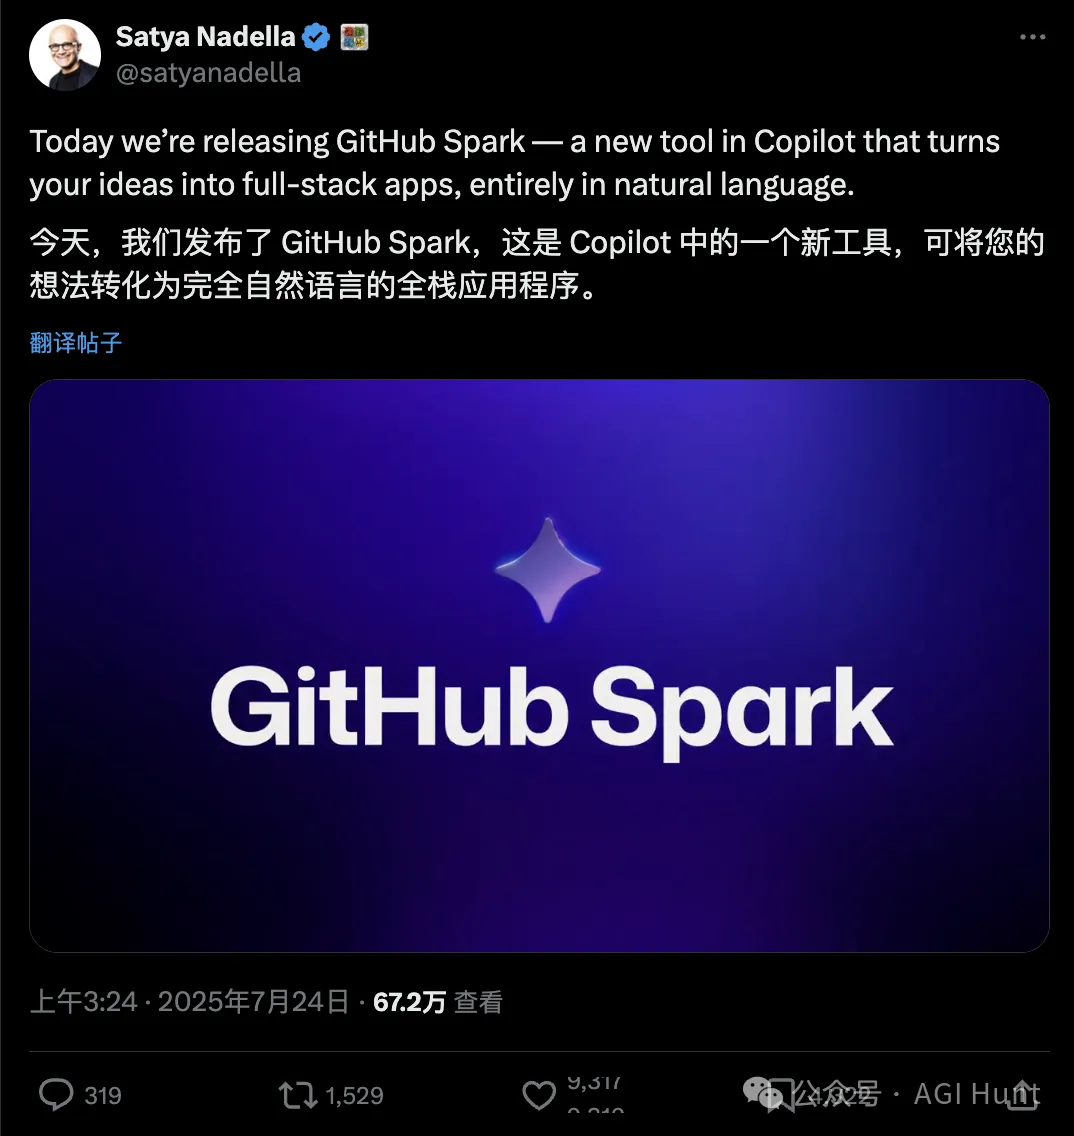 Satya Nadella
@satyanadella
Today we’re releasing GitHub Spark — a new tool in Copilot that turns
your ideas into full-stack apps, entirely in natural language.
今天，我们发布了 GitHub Spark，这是 Copilot 中的一个新工具，可将您的
想法转化为完全自然语言的全栈应用程序。
翻译帖子
GitHub Spark
上午3:24 · 2025年7月24日 · 67.2万 查看
319 1,529 9,317
公众号 · AGI Hunt